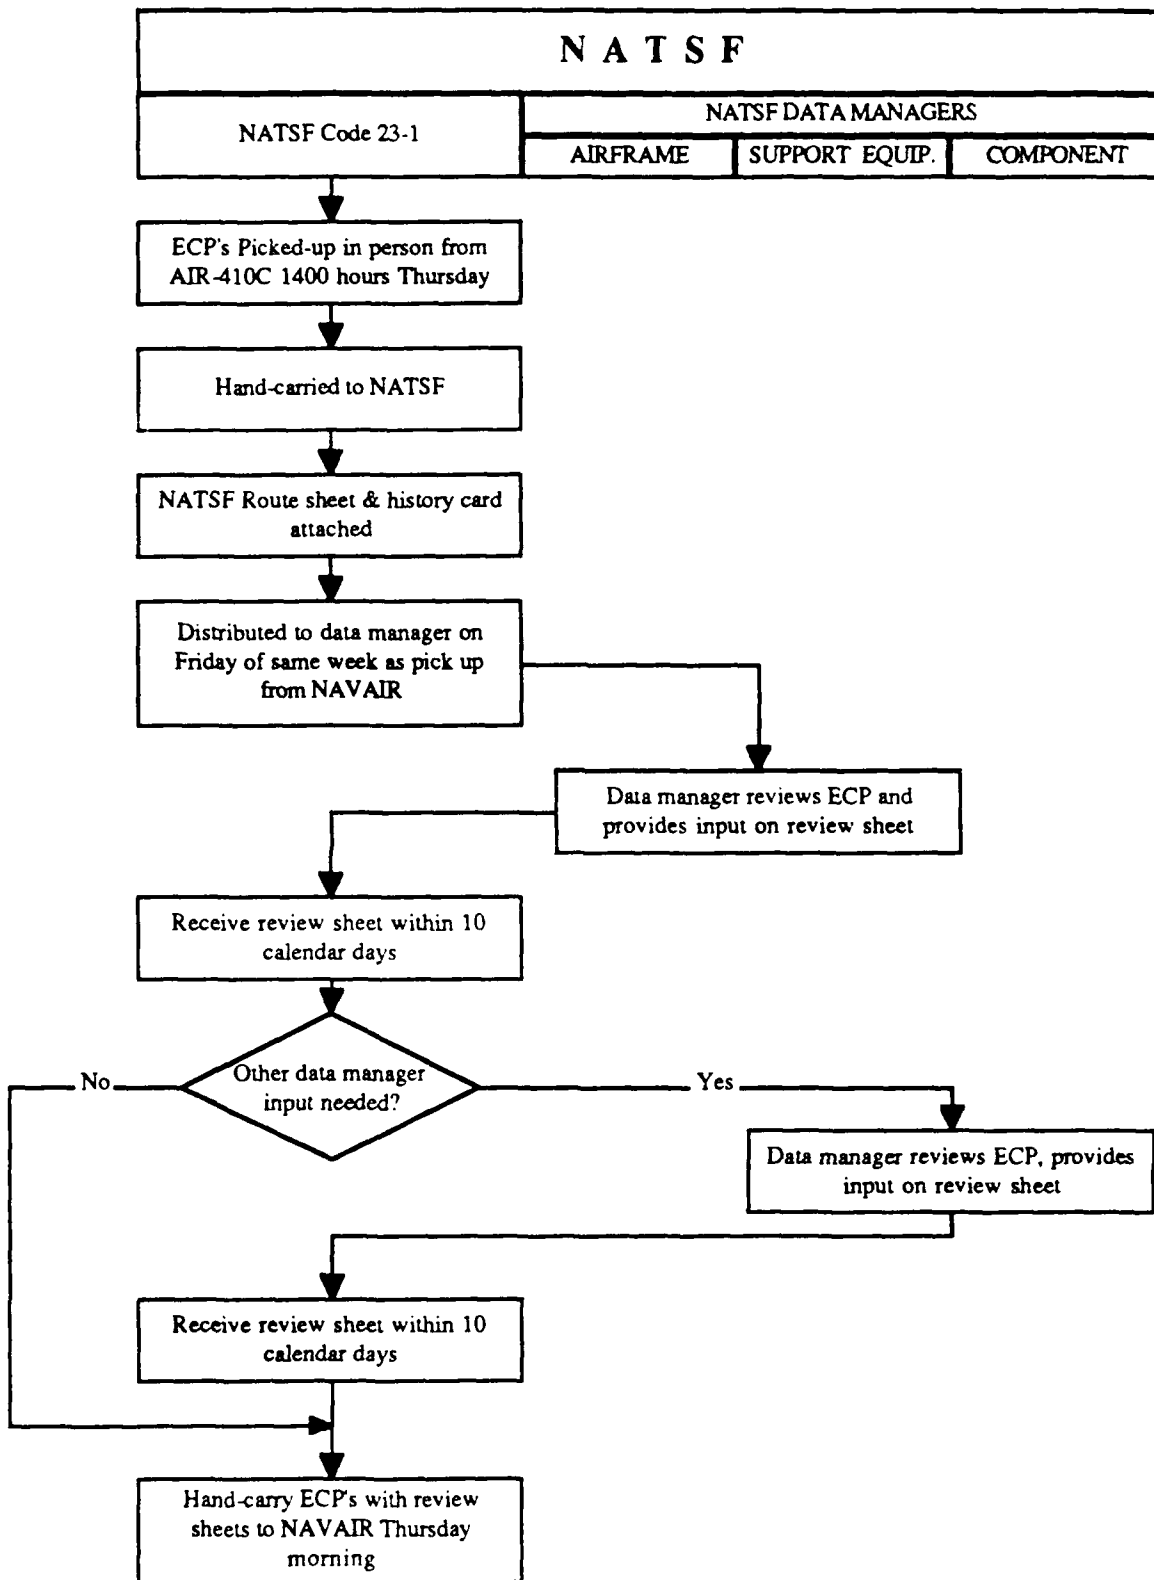 N A T S F
NATSF Code 23-1
NATSF DATA MANAGERS
AIRFRAME
SUPPORT EQUIP.
COMPONENT
ECP's Picked-up in person from
AIR-410C 1400 hours Thursday
Hand-carried to NATSF
NATSF Route sheet & history card
attached
Distributed to data manager on
Friday of same week as pick up
from NAVAIR
Data manager reviews ECP and
provides input on review sheet
Receive review sheet within 10
calendar days
Other data manager
input needed?
No
Yes
Data manager reviews ECP, provides
input on review sheet
Receive review sheet within 10
calendar days
Hand-carry ECP's with review
sheets to NAVAIR Thursday
morning